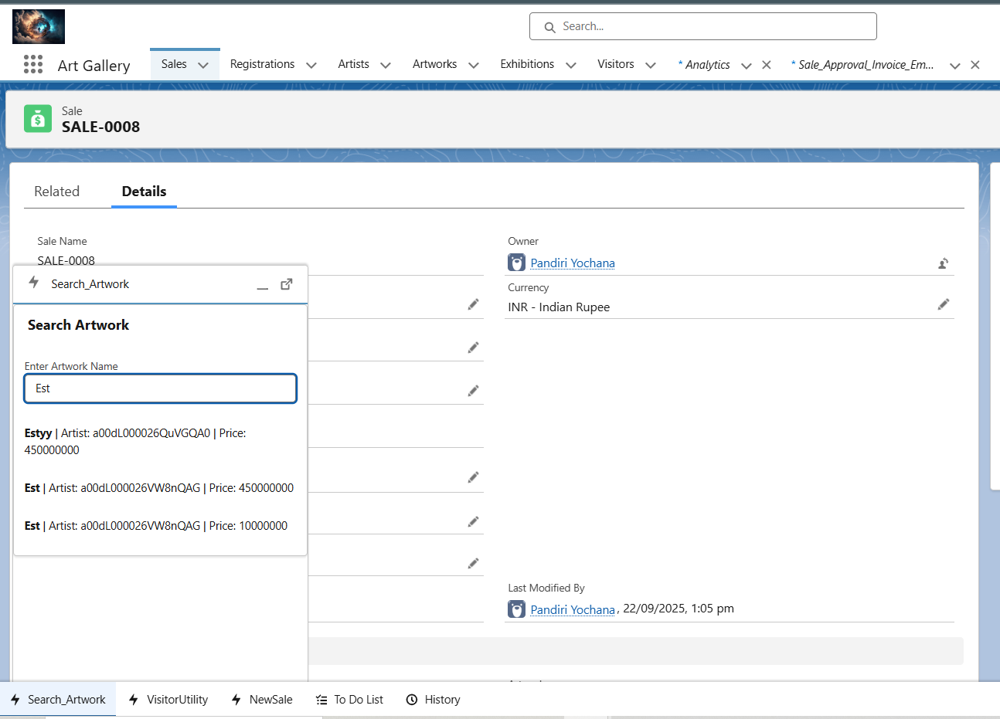 Search...
Art Gallery
Sales
Registrations
Artists
Artworks
Exhibitions
Visitors
* Analytics
* Sale_Approval_Invoice_Em...
Sale
SALE-0008
Related
Details
Sale Name
SALE-0008
Owner
Pandiri Yochana
Currency
INR - Indian Rupee
Search_Artwork
Search Artwork
Enter Artwork Name
Est
Estyy | Artist: a00dL000026QuVGQA0 | Price:
450000000
Est | Artist: a00dL000026VW8nQAG | Price: 450000000
Est | Artist: a00dL000026VW8nQAG | Price: 10000000
Last Modified By
Pandiri Yochana, 22/09/2025, 1:05 pm
Search_Artwork
VisitorUtility
NewSale
To Do List
History